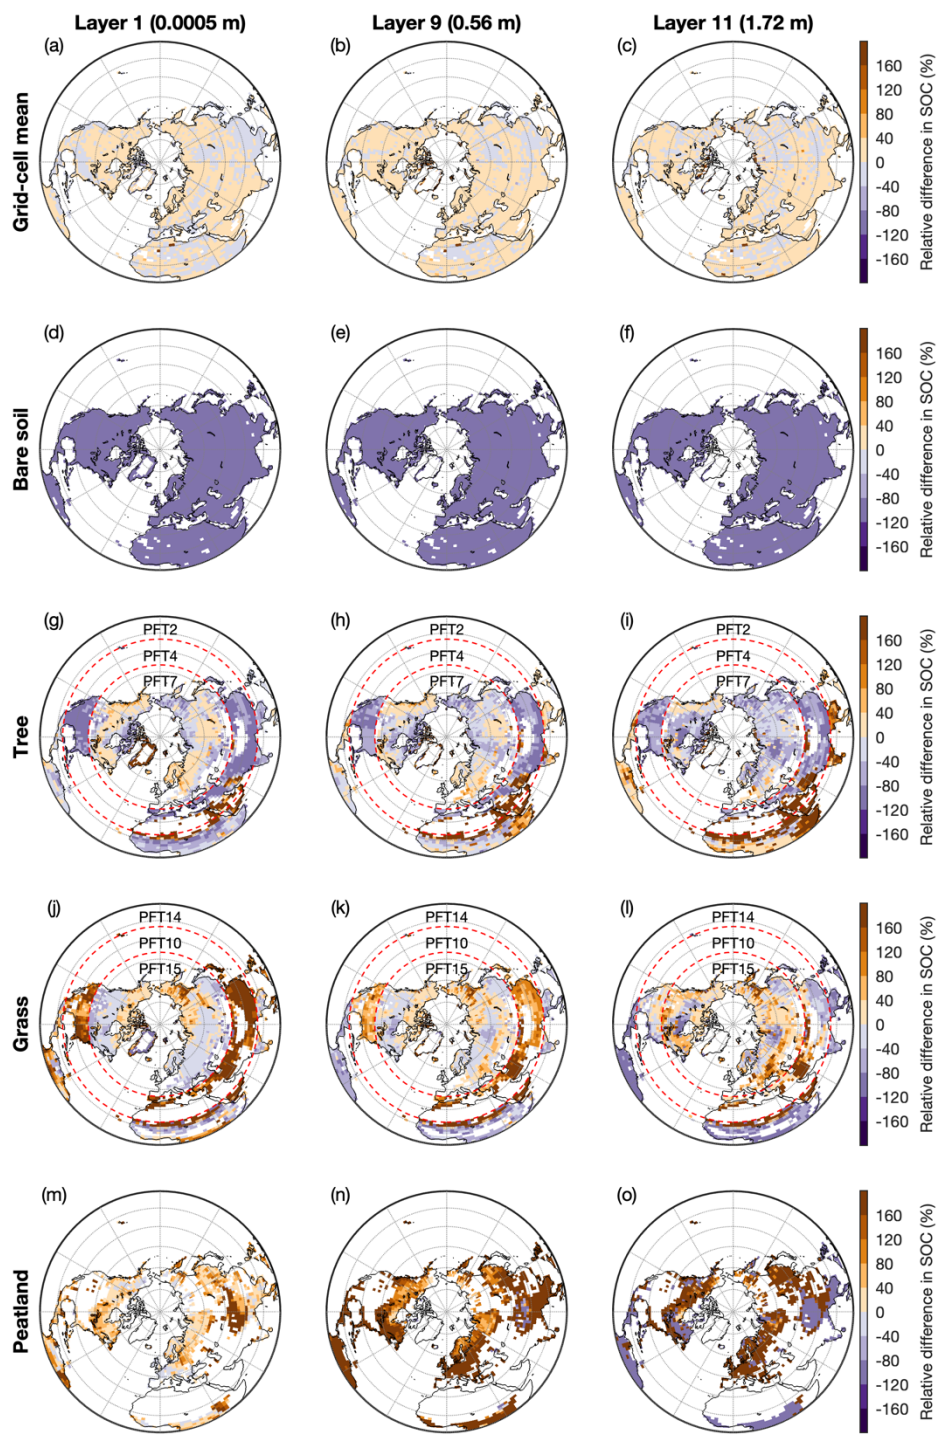 Layer 1 (0.0005 m) Layer 9 (0.56 m) Layer 11 (1.72 m)
Grid-cell mean
(a) (b) (c)
160
120
80
40
0
-40
-80
-120
-160
Relative difference in SOC (%)
Bare soil
(d) (e) (f)
160
120
80
40
0
-40
-80
-120
-160
Relative difference in SOC (%)
Tree
(g) (h) (i)
PFT2 PFT2 PFT2
PFT4 PFT4 PFT4
PFT7 PFT7 PFT7
160
120
80
40
0
-40
-80
-120
-160
Relative difference in SOC (%)
Grass
(j) (k) (l)
PFT14 PFT14 PFT14
PFT10 PFT10 PFT10
PFT15 PFT15 PFT15
160
120
80
40
0
-40
-80
-120
-160
Relative difference in SOC (%)
Peatland
(m) (n) (o)
160
120
80
40
0
-40
-80
-120
-160
Relative difference in SOC (%)